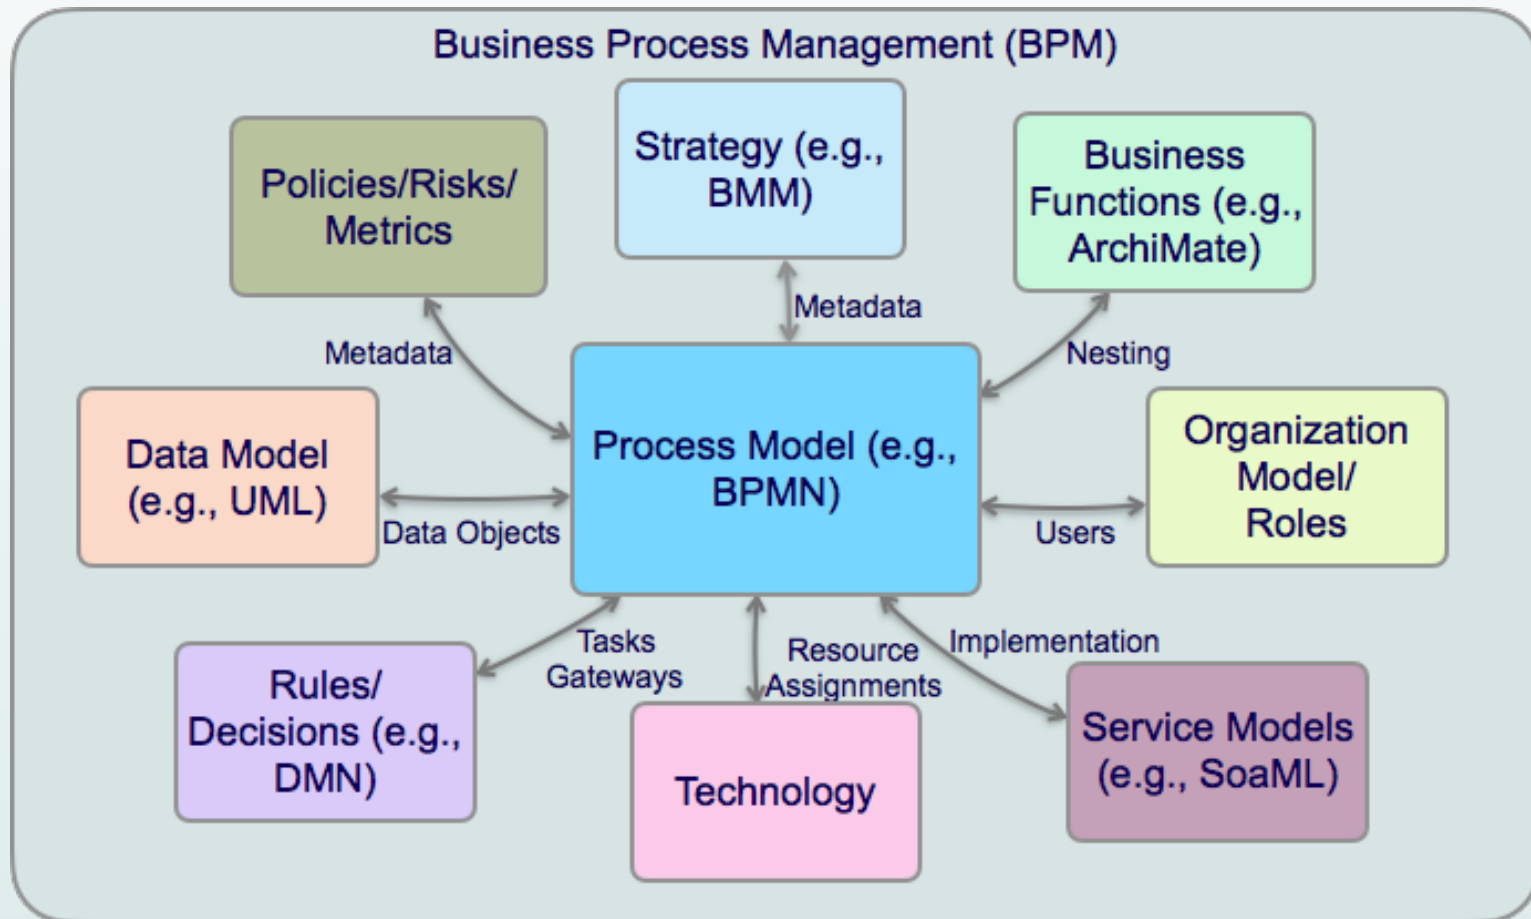 Business Process Management (BPM)
Policies/Risks/
Metrics
Strategy (e.g.,
BMM)
Business
Functions (e.g.,
ArchiMate)
Metadata
Metadata
Nesting
Data Model
(e.g., UML)
Process Model (e.g.,
BPMN)
Organization
Model/
Roles
Data Objects
Users
Tasks
Gateways
Resource
Assignments
Implementation
Rules/
Decisions (e.g.,
DMN)
Technology
Service Models
(e.g., SoaML)